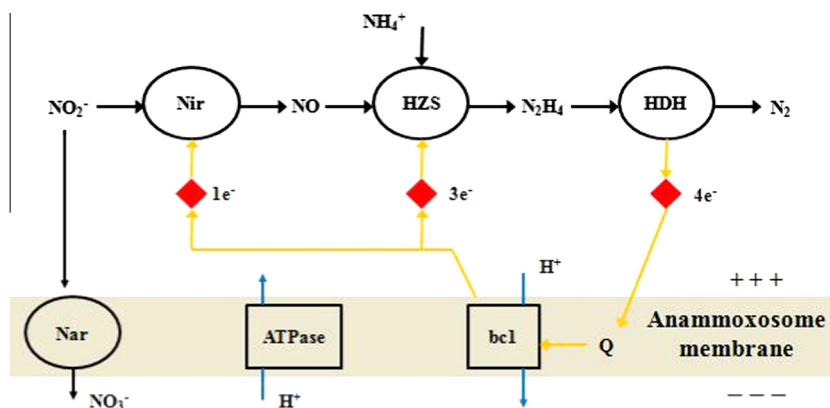 NH₄⁺
NO₂⁻ Nir NO HZS N₂H₄ HDH N₂
1e⁻ 3e⁻ 4e⁻
H⁺ +++
Nar ATPase bc1 Q Anammoxosome
membrane
NO₃⁻ H⁺ – – –